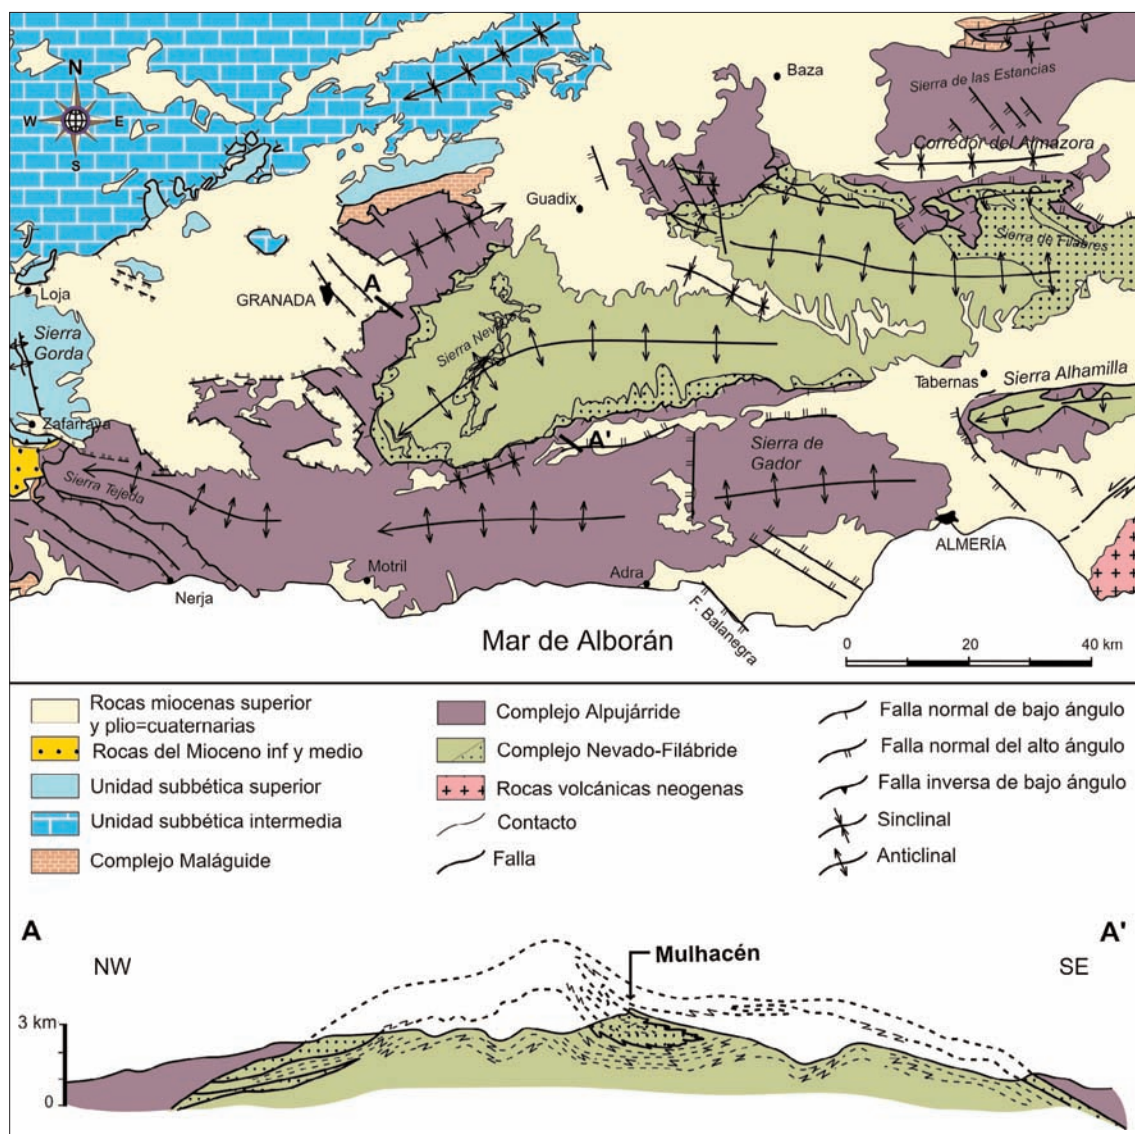 N
W
E
S
Baza
Sierra de las Estancias
Corredor del Almazora
Guadix
Sierra de Filabres
A
GRANADA
Loja
Sierra
Gorda
Sierra Nevada
Tabernas
Sierra Alhamilla
Zafarraya
A'
Sierra de
Gador
Sierra Tejeda
ALMERÍA
Motril
Adra
Nerja
F. Balanegra
Mar de Alborán
0 20 40 km
Rocas miocenas superior
y plio=cuaternarias
Rocas del Mioceno inf y medio
Unidad subbética superior
Unidad subbética intermedia
Complejo Maláguide
Complejo Alpujárride
Complejo Nevado-Filábride
Rocas volcánicas neogenas
Contacto
Falla
Falla normal de bajo ángulo
Falla normal del alto ángulo
Falla inversa de bajo ángulo
Sinclinal
Anticlinal
A
A'
NW
Mulhacén
SE
3 km
0